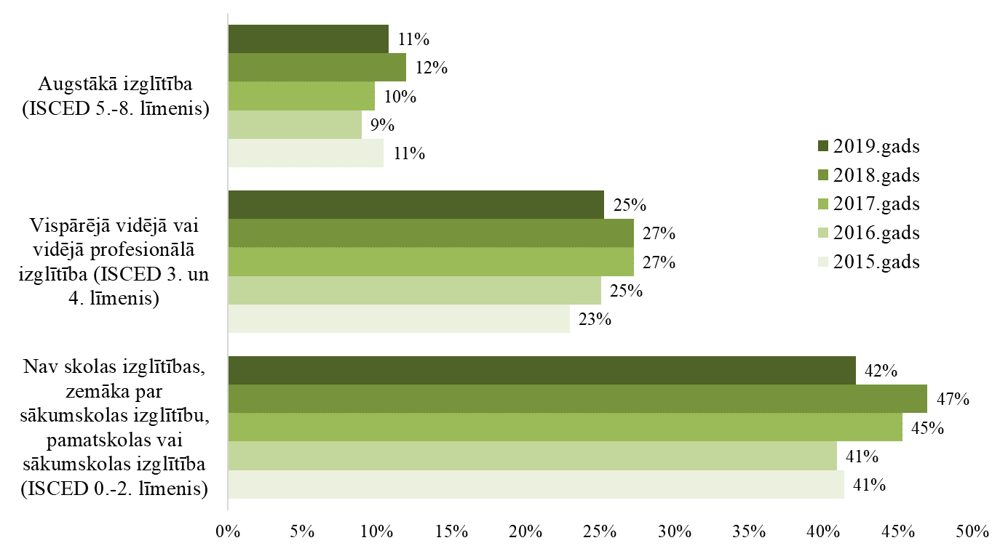 Augstākā izglītība
(ISCED 5.-8. līmenis)
11%
12%
10%
9%
11%
Vispārējā vidējā vai
vidējā profesionālā
izglītība (ISCED 3. un
4. līmenis)
25%
27%
27%
25%
23%
Nav skolas izglītības,
zemāka par
sākumskolas izglītību,
pamatskolas vai
sākumskolas izglītība
(ISCED 0.-2. līmenis)
42%
47%
45%
41%
41%
2019.gads
2018.gads
2017.gads
2016.gads
2015.gads
0% 5% 10% 15% 20% 25% 30% 35% 40% 45% 50%